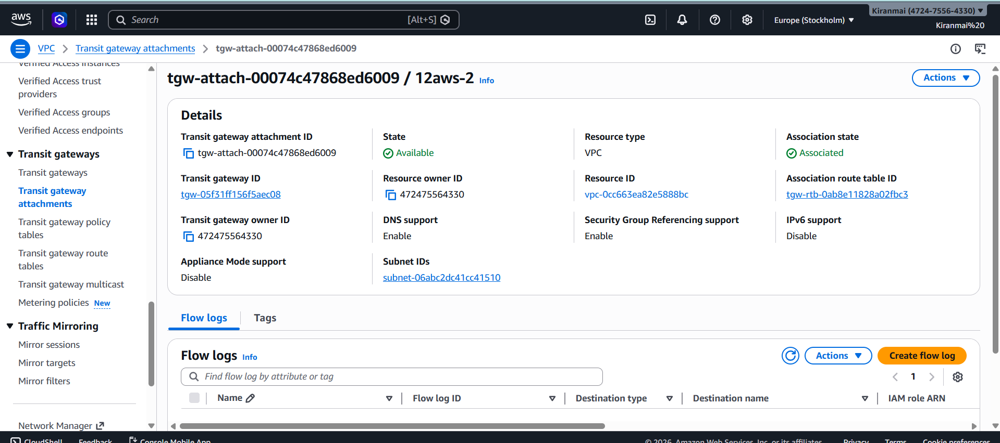 aws
Search
[Alt+S]
Europe (Stockholm)
Kiranmai (4724-7556-4330)
Kiranmai%20
VPC
Transit gateway attachments
tgw-attach-00074c47868ed6009
Verified Access instances
Verified Access trust
providers
Verified Access groups
Verified Access endpoints
Transit gateways
Transit gateways
Transit gateway
attachments
Transit gateway policy
tables
Transit gateway route
tables
Transit gateway multicast
Metering policies New
Traffic Mirroring
Mirror sessions
Mirror targets
Mirror filters
Network Manager
tgw-attach-00074c47868ed6009 / 12aws-2 Info
Actions
Details
Transit gateway attachment ID
tgw-attach-00074c47868ed6009
State
Available
Resource type
VPC
Association state
Associated
Transit gateway ID
tgw-05f31ff156f5aec08
Resource owner ID
472475564330
Resource ID
vpc-0cc663ea82e5888bc
Association route table ID
tgw-rtb-0ab8e11828a02fbc3
Transit gateway owner ID
472475564330
DNS support
Enable
Security Group Referencing support
Enable
IPv6 support
Disable
Appliance Mode support
Disable
Subnet IDs
subnet-06abc2dc41cc41510
Flow logs
Tags
Flow logs Info
Actions
Create flow log
Find flow log by attribute or tag
1
Name
Flow log ID
Destination type
Destination name
IAM role ARN
CloudShell
Feedback
Console Mobile App
© 2026, Amazon Web Services, Inc. or its affiliates.
Privacy
Terms
Cookie preferences